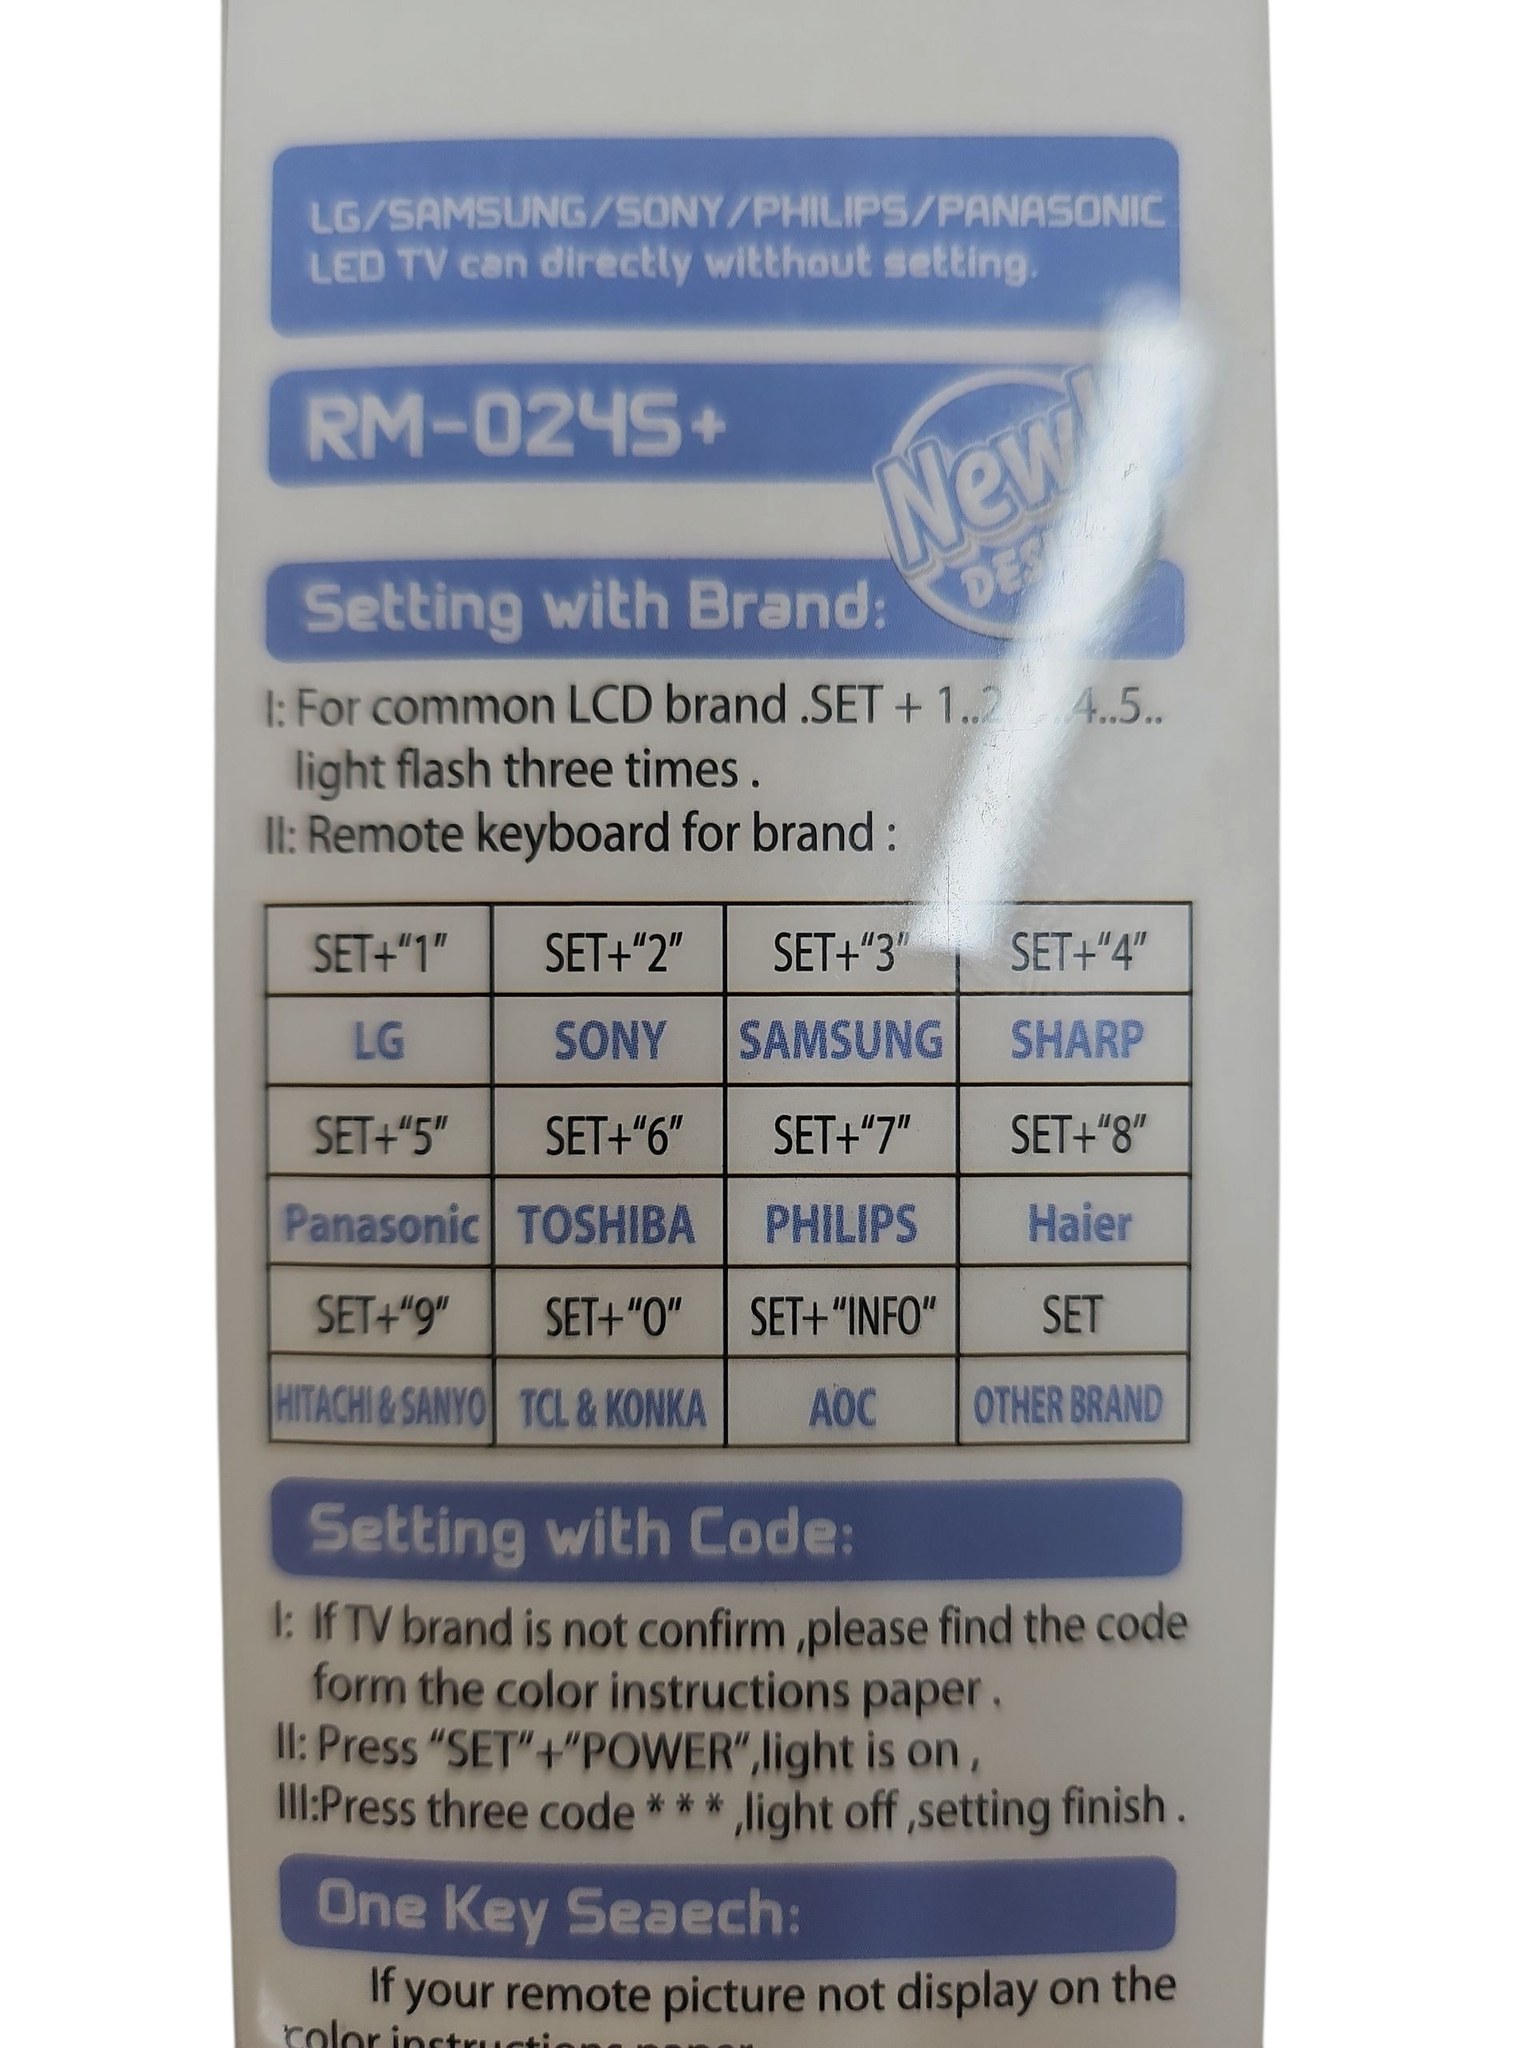 LG/SAMSUNG/SONY/PHILIPS/PANASONIC
LED TV can directly witthout setting.
RM-024S+
New!
Setting with Brand:
I: For common LCD brand .SET + 1..2 ..4..5..
light flash three times .
II: Remote keyboard for brand :
SET+“1” SET+“2” SET+“3” SET+“4”
LG SONY SAMSUNG SHARP
SET+“5” SET+“6” SET+“7” SET+“8”
Panasonic TOSHIBA PHILIPS Haier
SET+“9” SET+“0” SET+“INFO” SET
HITACHI & SANYO TCL & KONKA AOC OTHER BRAND
Setting with Code:
I: If TV brand is not confirm ,please find the code
form the color instructions paper .
II: Press “SET”+”POWER”,light is on ,
III:Press three code * * * ,light off ,setting finish .
One Key Seaech:
If your remote picture not display on the
color instructions paper